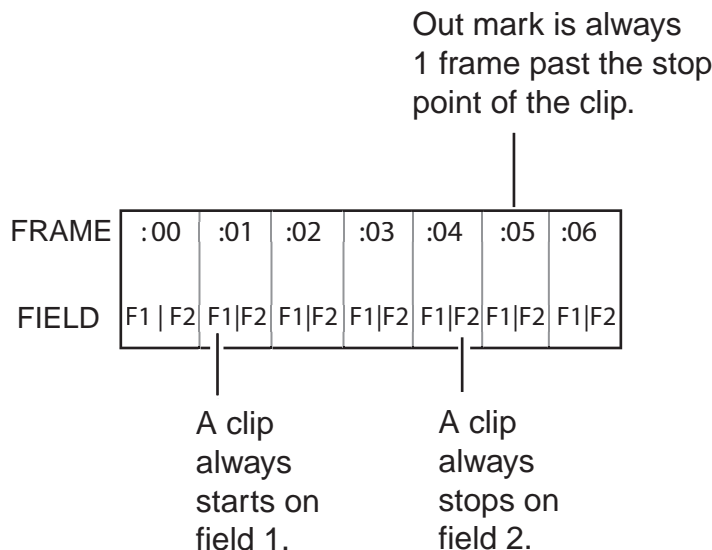 Out mark is always
1 frame past the stop
point of the clip.
FRAME :00 :01 :02 :03 :04 :05 :06
FIELD F1 | F2 F1|F2 F1|F2 F1|F2 F1|F2 F1|F2 F1|F2
A clip
always
starts on
field 1.
A clip
always
stops on
field 2.